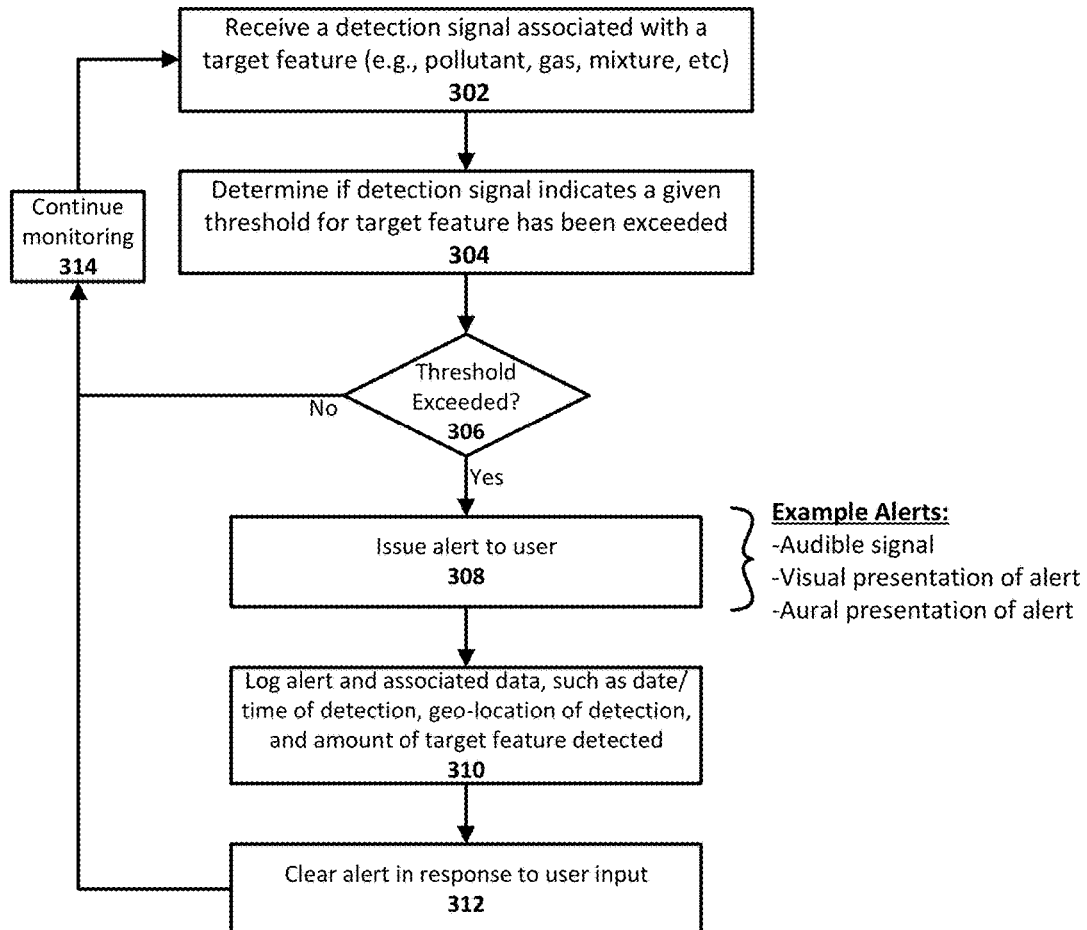 Receive a detection signal associated with a
target feature (e.g., pollutant, gas, mixture, etc)
302
Continue
monitoring
314
Determine if detection signal indicates a given
threshold for target feature has been exceeded
304
Threshold
Exceeded?
306
No
Yes
Issue alert to user
308
Example Alerts:
-Audible signal
-Visual presentation of alert
-Aural presentation of alert
Log alert and associated data, such as date/
time of detection, geo-location of detection,
and amount of target feature detected
310
Clear alert in response to user input
312